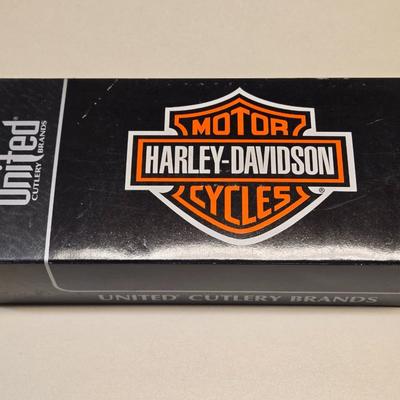 United®
CUTLERY BRANDS
MOTOR
HARLEY-DAVIDSON
CYCLES®
UNITED® CUTLERY BRANDS